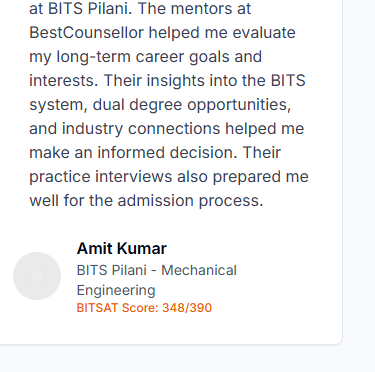 at BITS Pilani. The mentors at
BestCounsellor helped me evaluate
my long-term career goals and
interests. Their insights into the BITS
system, dual degree opportunities,
and industry connections helped me
make an informed decision. Their
practice interviews also prepared me
well for the admission process.
Amit Kumar
BITS Pilani - Mechanical
Engineering
BITSAT Score: 348/390